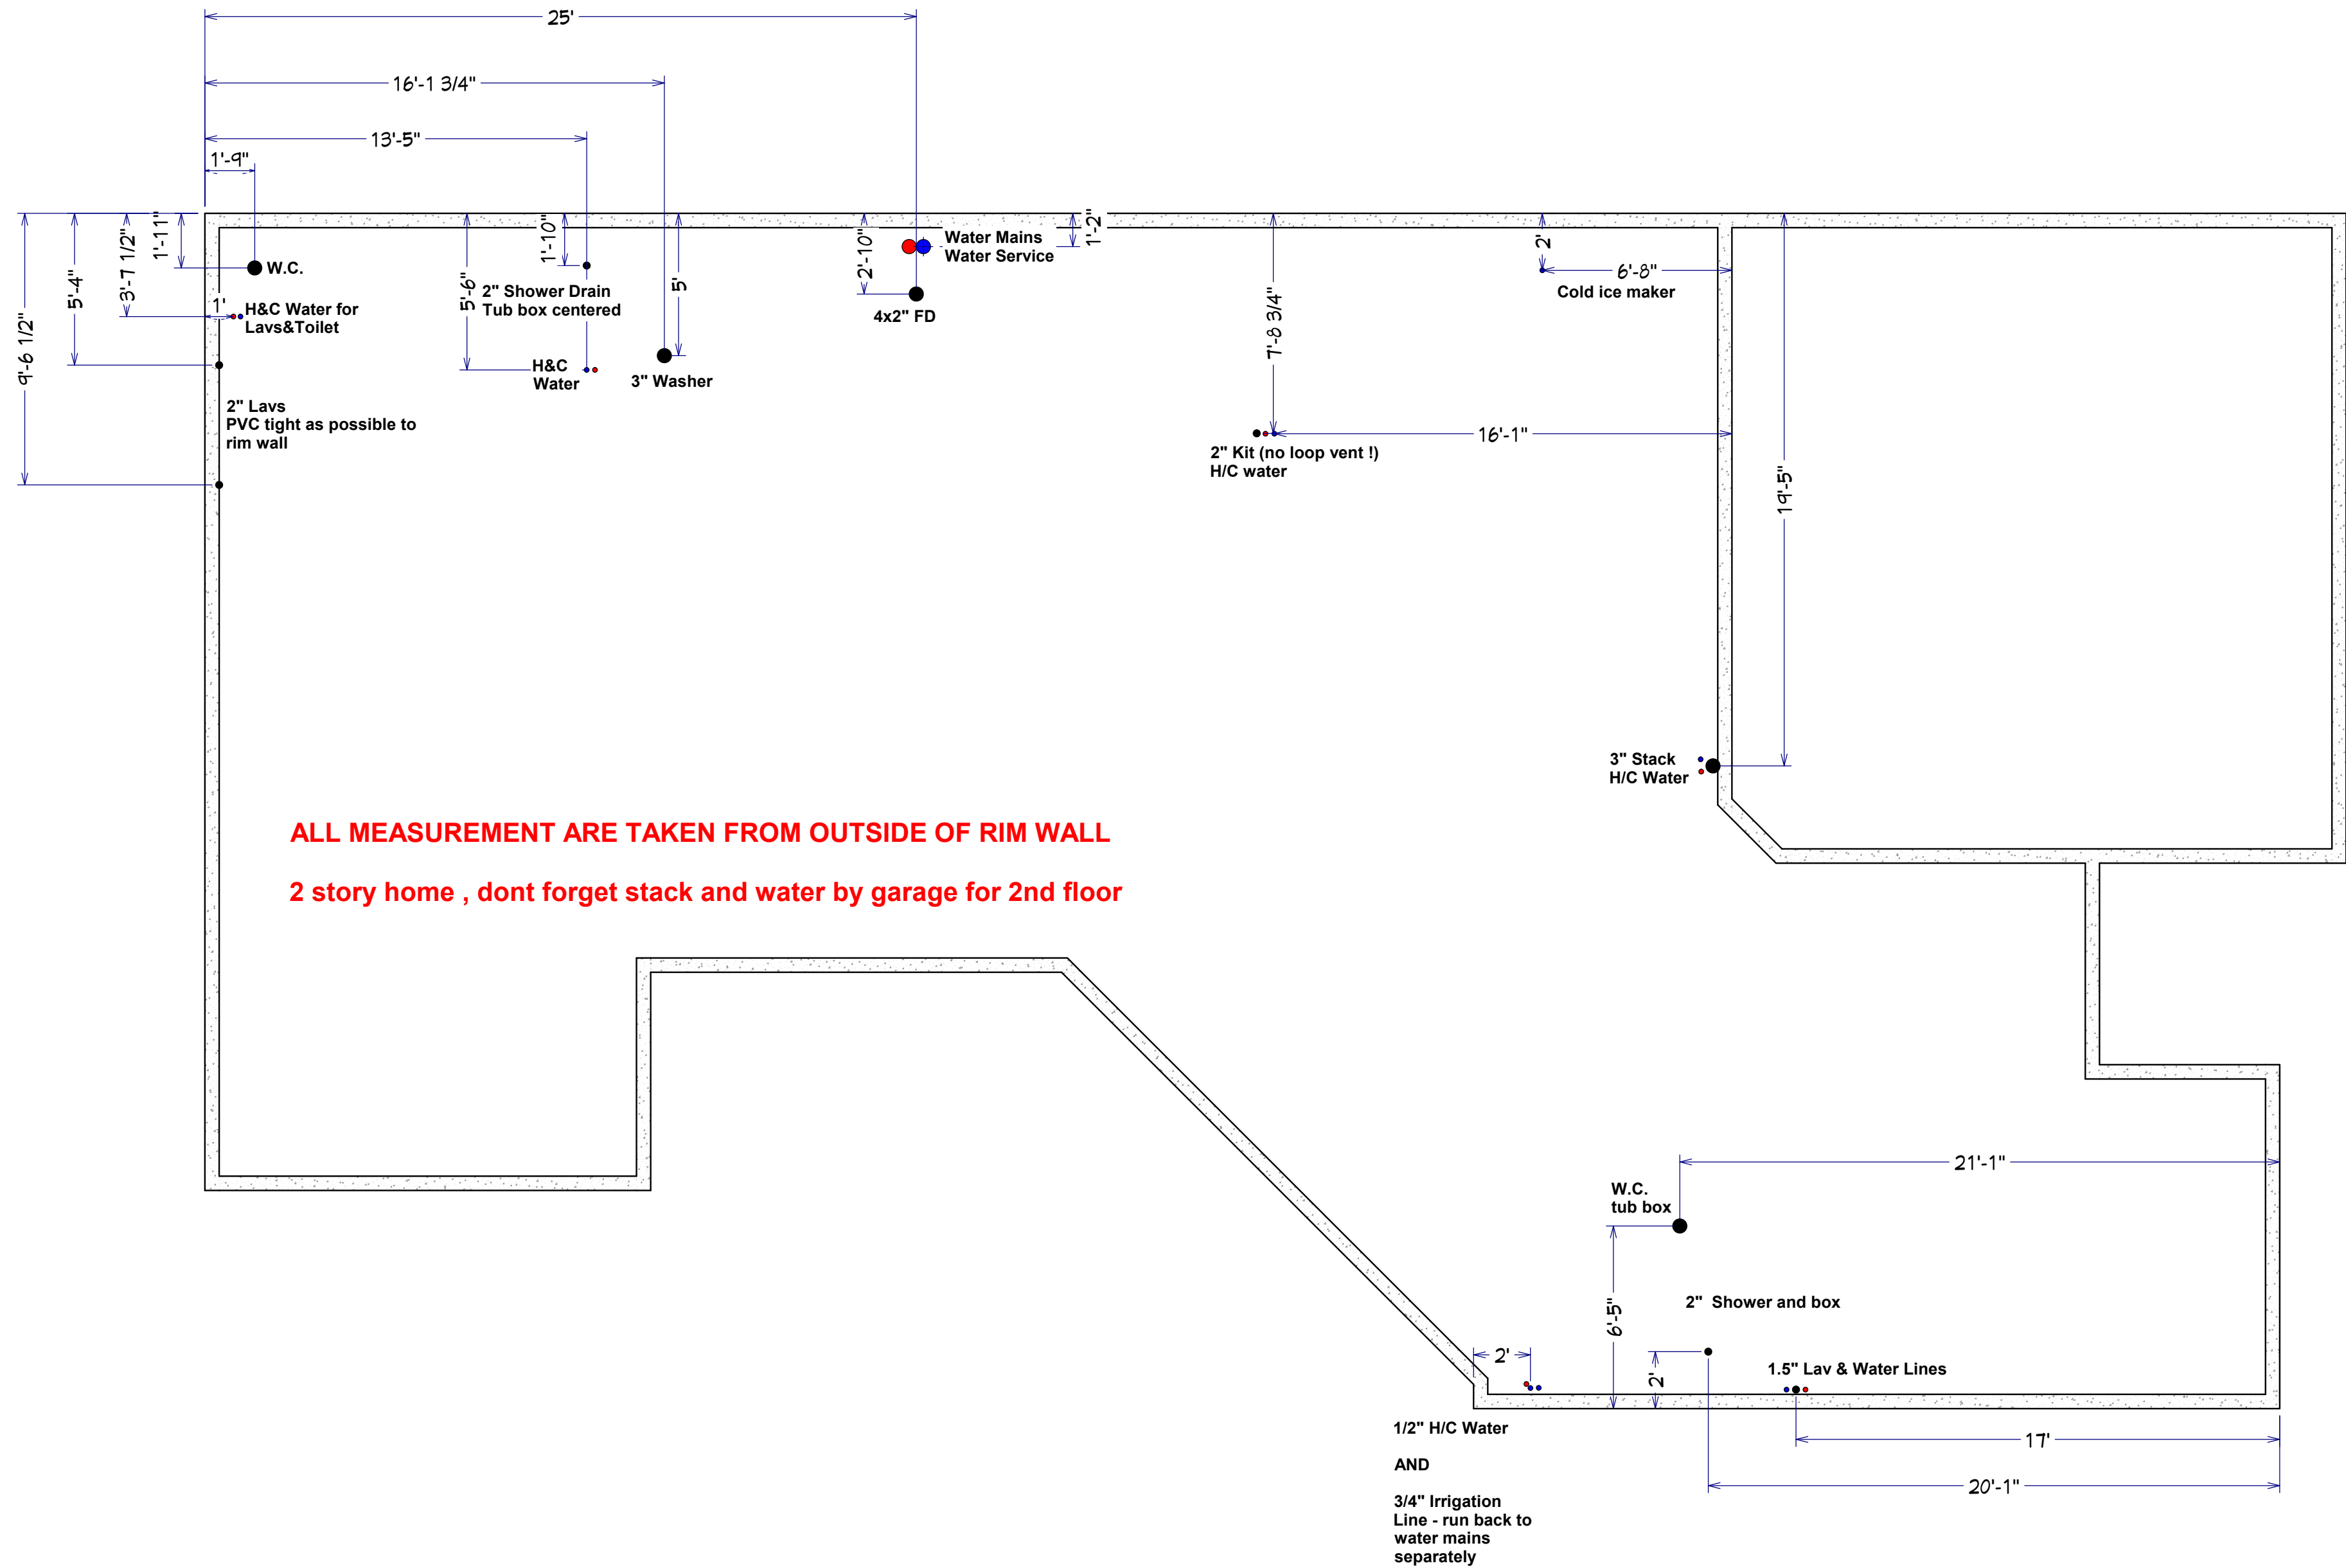 25'
16'-1 3/4"
13'-5"
1'-9"
1'-11"
3'-7 1/2"
5'-4"
9'-6 1/2"
1'
W.C.
H&C Water for
Lavs&Toilet
2" Lavs
PVC tight as possible to
rim wall
1'-10"
5'-6"
2" Shower Drain
Tub box centered
H&C
Water
5'
3" Washer
2'-10"
4x2" FD
Water Mains
Water Service
1'-2"
7'-8 3/4"
2" Kit (no loop vent !)
H/C water
16'-1"
2'
6'-8"
Cold ice maker
19'-5"
3" Stack
H/C Water
ALL MEASUREMENT ARE TAKEN FROM OUTSIDE OF RIM WALL
2 story home , dont forget stack and water by garage for 2nd floor
21'-1"
W.C.
tub box
6'-5"
2" Shower and box
2'
2'
1.5" Lav & Water Lines
17'
20'-1"
1/2" H/C Water
AND
3/4" Irrigation
Line - run back to
water mains
separately